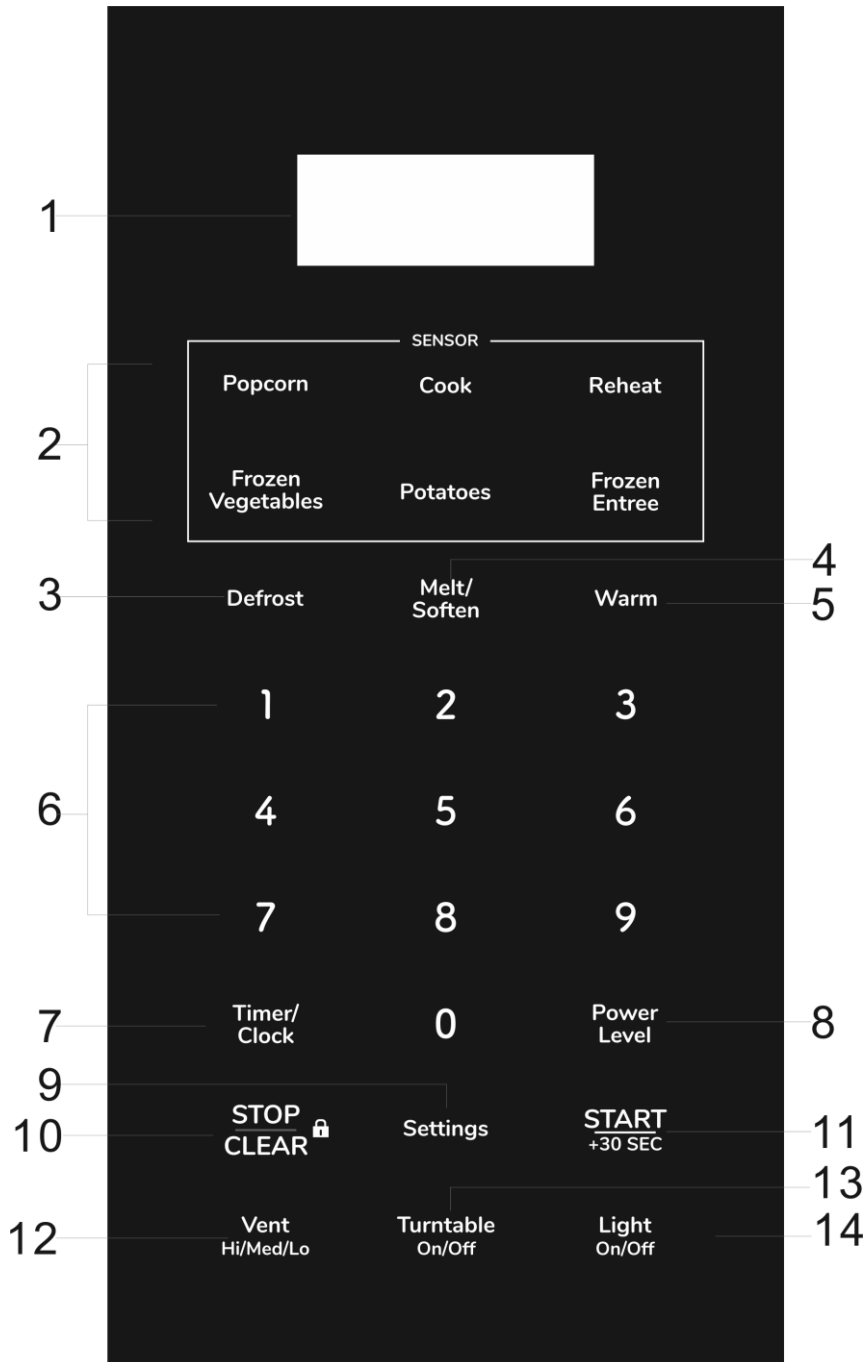 1
SENSOR
Popcorn Cook Reheat
2
Frozen
Vegetables
Potatoes
Frozen
Entree
4
3
Defrost
Melt/
Soften
Warm
5
1 2 3
6
4 5 6
7 8 9
7
Timer/
Clock
0
Power
Level
8
9
10
STOP
CLEAR
Settings
START
+30 SEC
11
13
12
Vent
Hi/Med/Lo
Turntable
On/Off
Light
On/Off
14